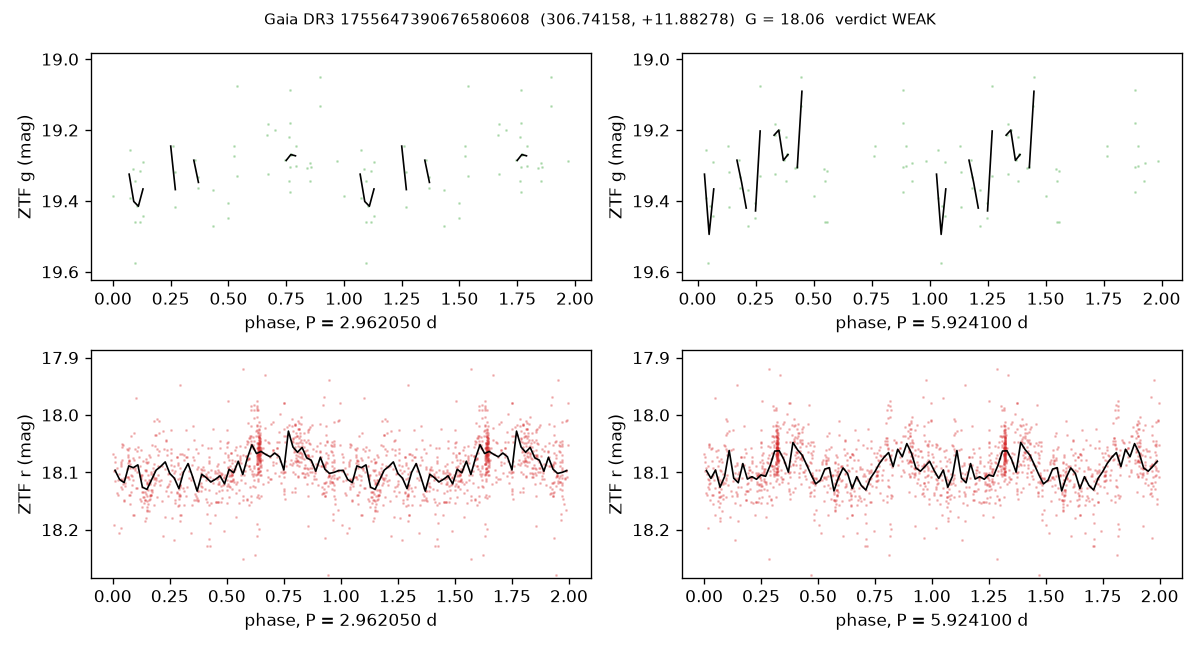 Gaia DR3 1755647390676580608  (306.74158, +11.88278)  G = 18.06  verdict WEAK
ZTF g (mag)
19.0
19.2
19.4
19.6
0.00 0.25 0.50 0.75 1.00 1.25 1.50 1.75 2.00
phase, P = 2.962050 d
ZTF g (mag)
19.0
19.2
19.4
19.6
0.00 0.25 0.50 0.75 1.00 1.25 1.50 1.75 2.00
phase, P = 5.924100 d
ZTF r (mag)
17.9
18.0
18.1
18.2
0.00 0.25 0.50 0.75 1.00 1.25 1.50 1.75 2.00
phase, P = 2.962050 d
ZTF r (mag)
17.9
18.0
18.1
18.2
0.00 0.25 0.50 0.75 1.00 1.25 1.50 1.75 2.00
phase, P = 5.924100 d